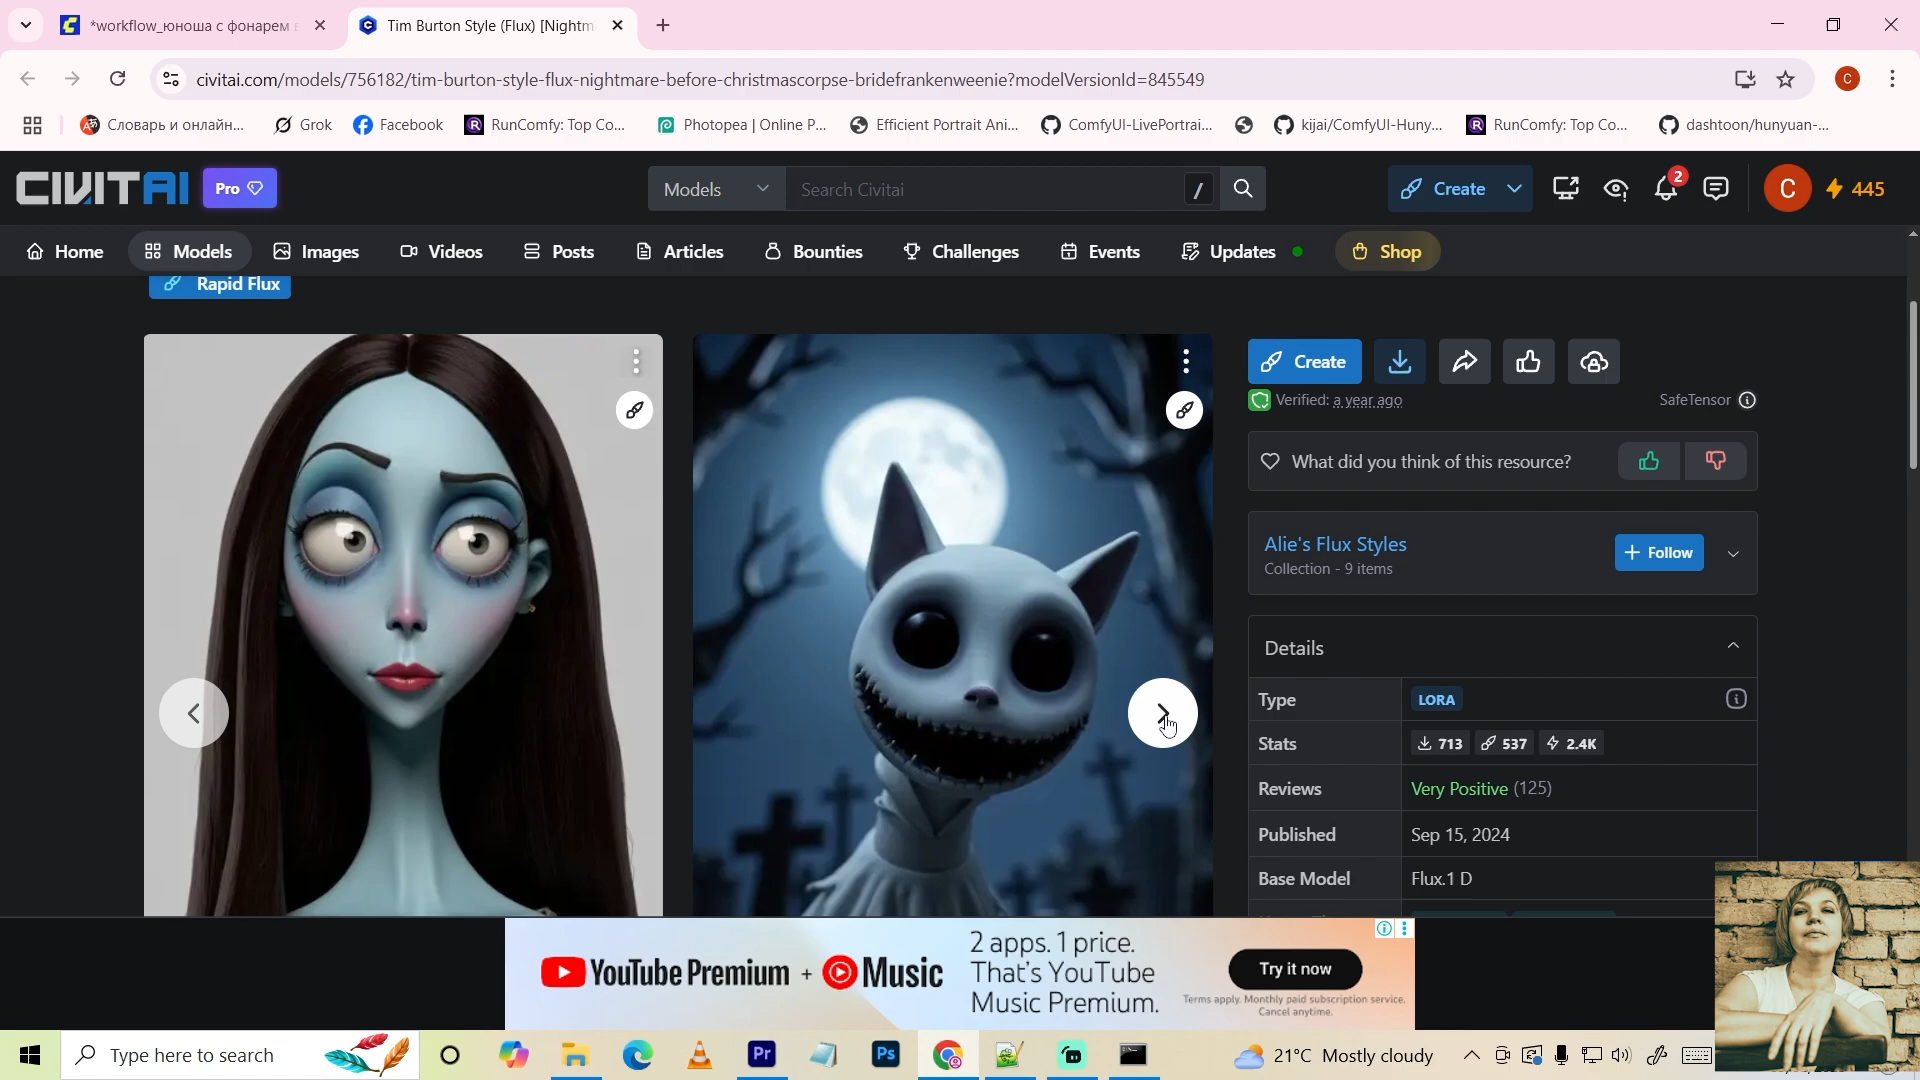 *workflow_юноша с фонарем
Tim Burton Style (Flux) [Nightm
civitai.com/models/756182/tim-burton-style-flux-nightmare-before-christmascorpse-bridefrankenweenie?modelVersionId=845549
C
Словарь и онлайн...
Grok
Facebook
RunComfy: Top Co...
Photopea | Online P...
Efficient Portrait Ani...
ComfyUI-LivePortrai...
kijai/ComfyUI-Huny...
RunComfy: Top Co...
dashtoon/hunyuan-...
CIVITAI
Pro
Models
Search Civitai
/
Create
2
C
445
Home
Models
Images
Videos
Posts
Articles
Bounties
Challenges
Events
Updates
Shop
Rapid Flux
Create
Verified: a year ago
SafeTensor
What did you think of this resource?
Alie's Flux Styles
Collection - 9 items
Follow
Details
Type
LORA
Stats
713
537
2.4K
Reviews
Very Positive (125)
Published
Sep 15, 2024
Base Model
Flux.1 D
YouTube Premium + Music
2 apps. 1 price.
That's YouTube
Music Premium.
Try it now
Terms apply. Monthly paid subscription service.
Cancel anytime.
Type here to search
Pr
Ps
21°C Mostly cloudy